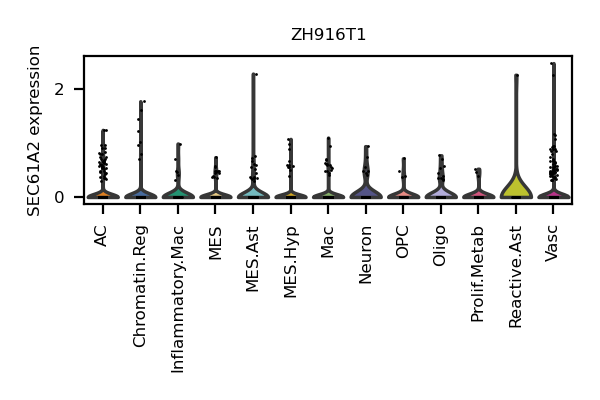 ZH916T1
SEC61A2 expression
2
0
AC
Chromatin.Reg
Inflammatory.Mac
MES
MES.Ast
MES.Hyp
Mac
Neuron
OPC
Oligo
Prolif.Metab
Reactive.Ast
Vasc